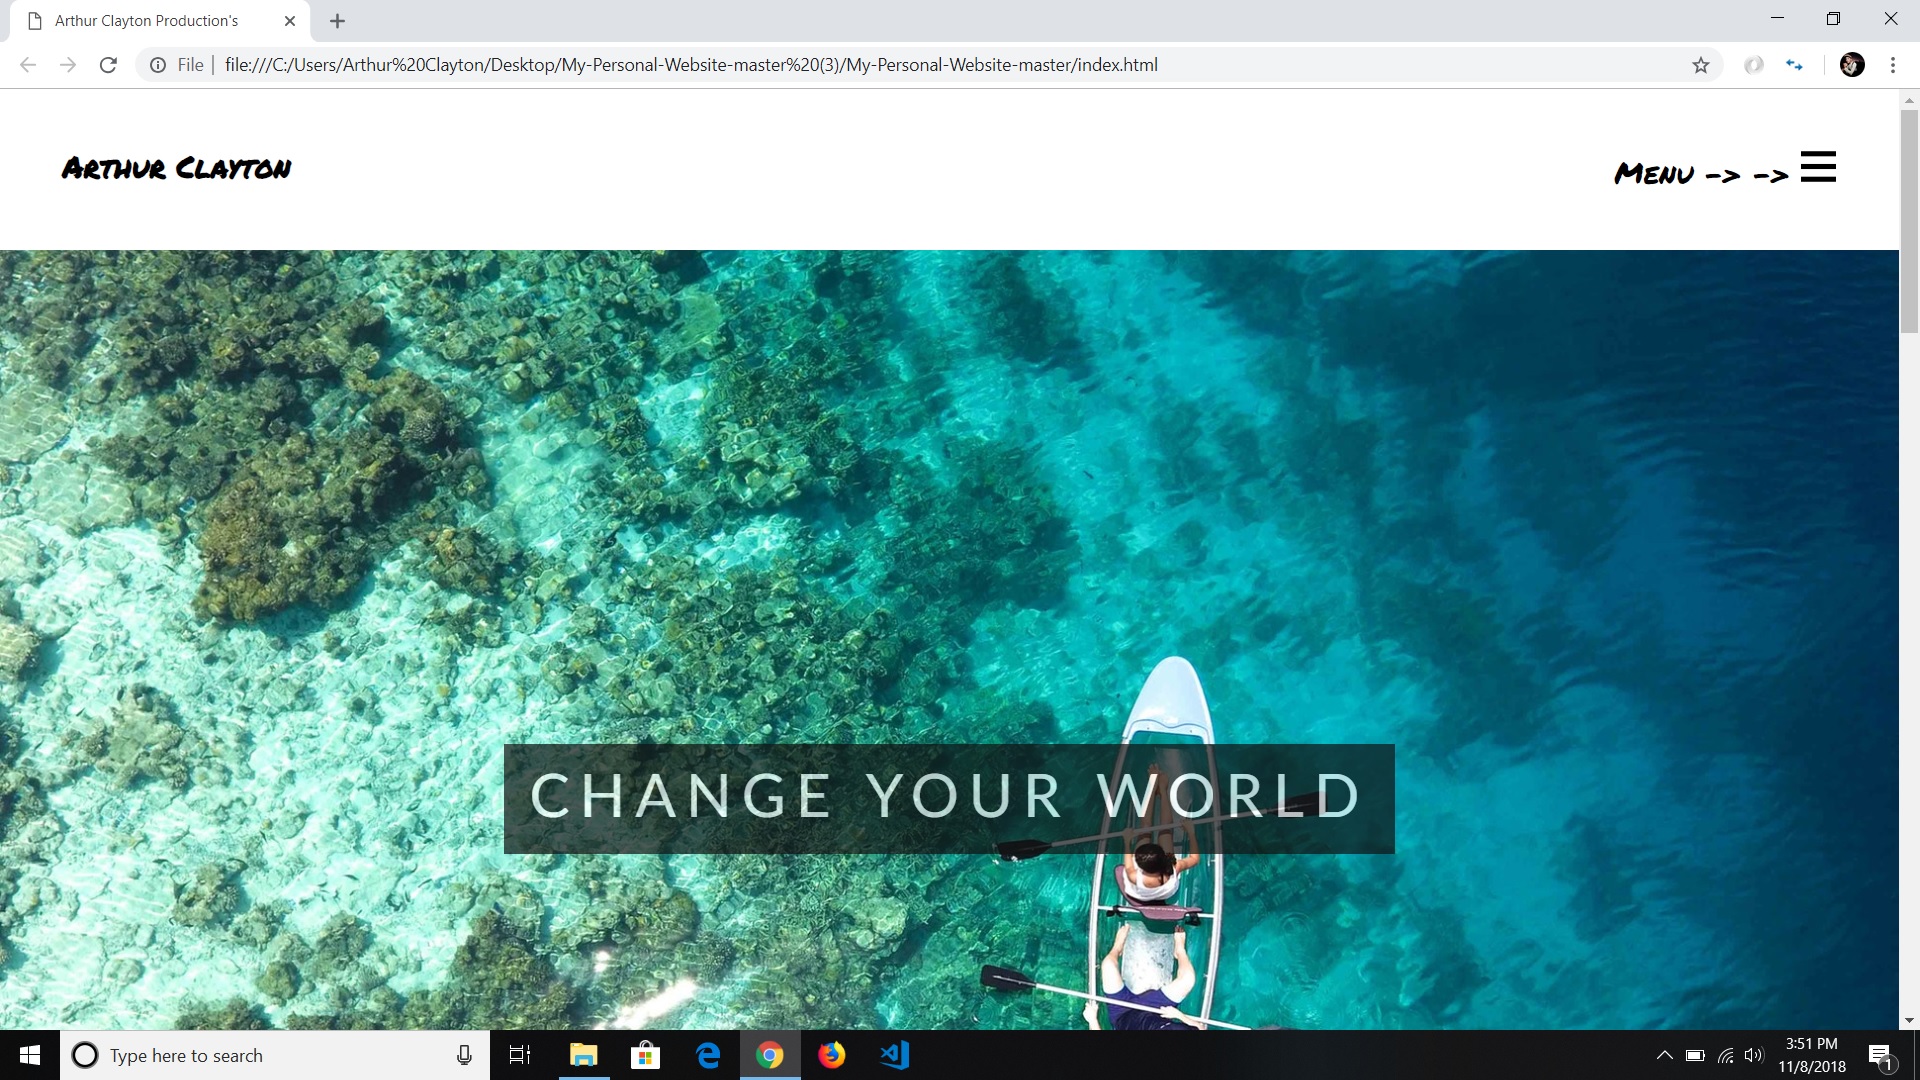 Arthur Clayton Production's
File | file:///C:/Users/Arthur%20Clayton/Desktop/My-Personal-Website-master%20(3)/My-Personal-Website-master/index.html
Arthur Clayton
Menu -> ->
CHANGE YOUR WORLD
Type here to search
3:51 PM
11/8/2018
1